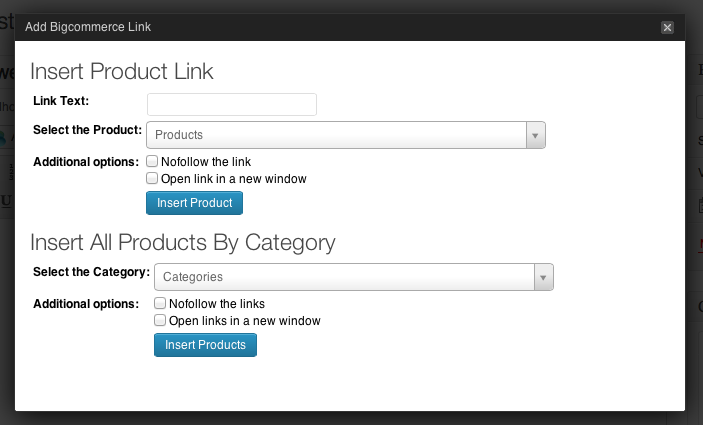 Add Bigcommerce Link
Insert Product Link
Link Text:
Select the Product: Products
Additional options: Nofollow the link
Open link in a new window
Insert Product
Insert All Products By Category
Select the Category: Categories
Additional options: Nofollow the links
Open links in a new window
Insert Products